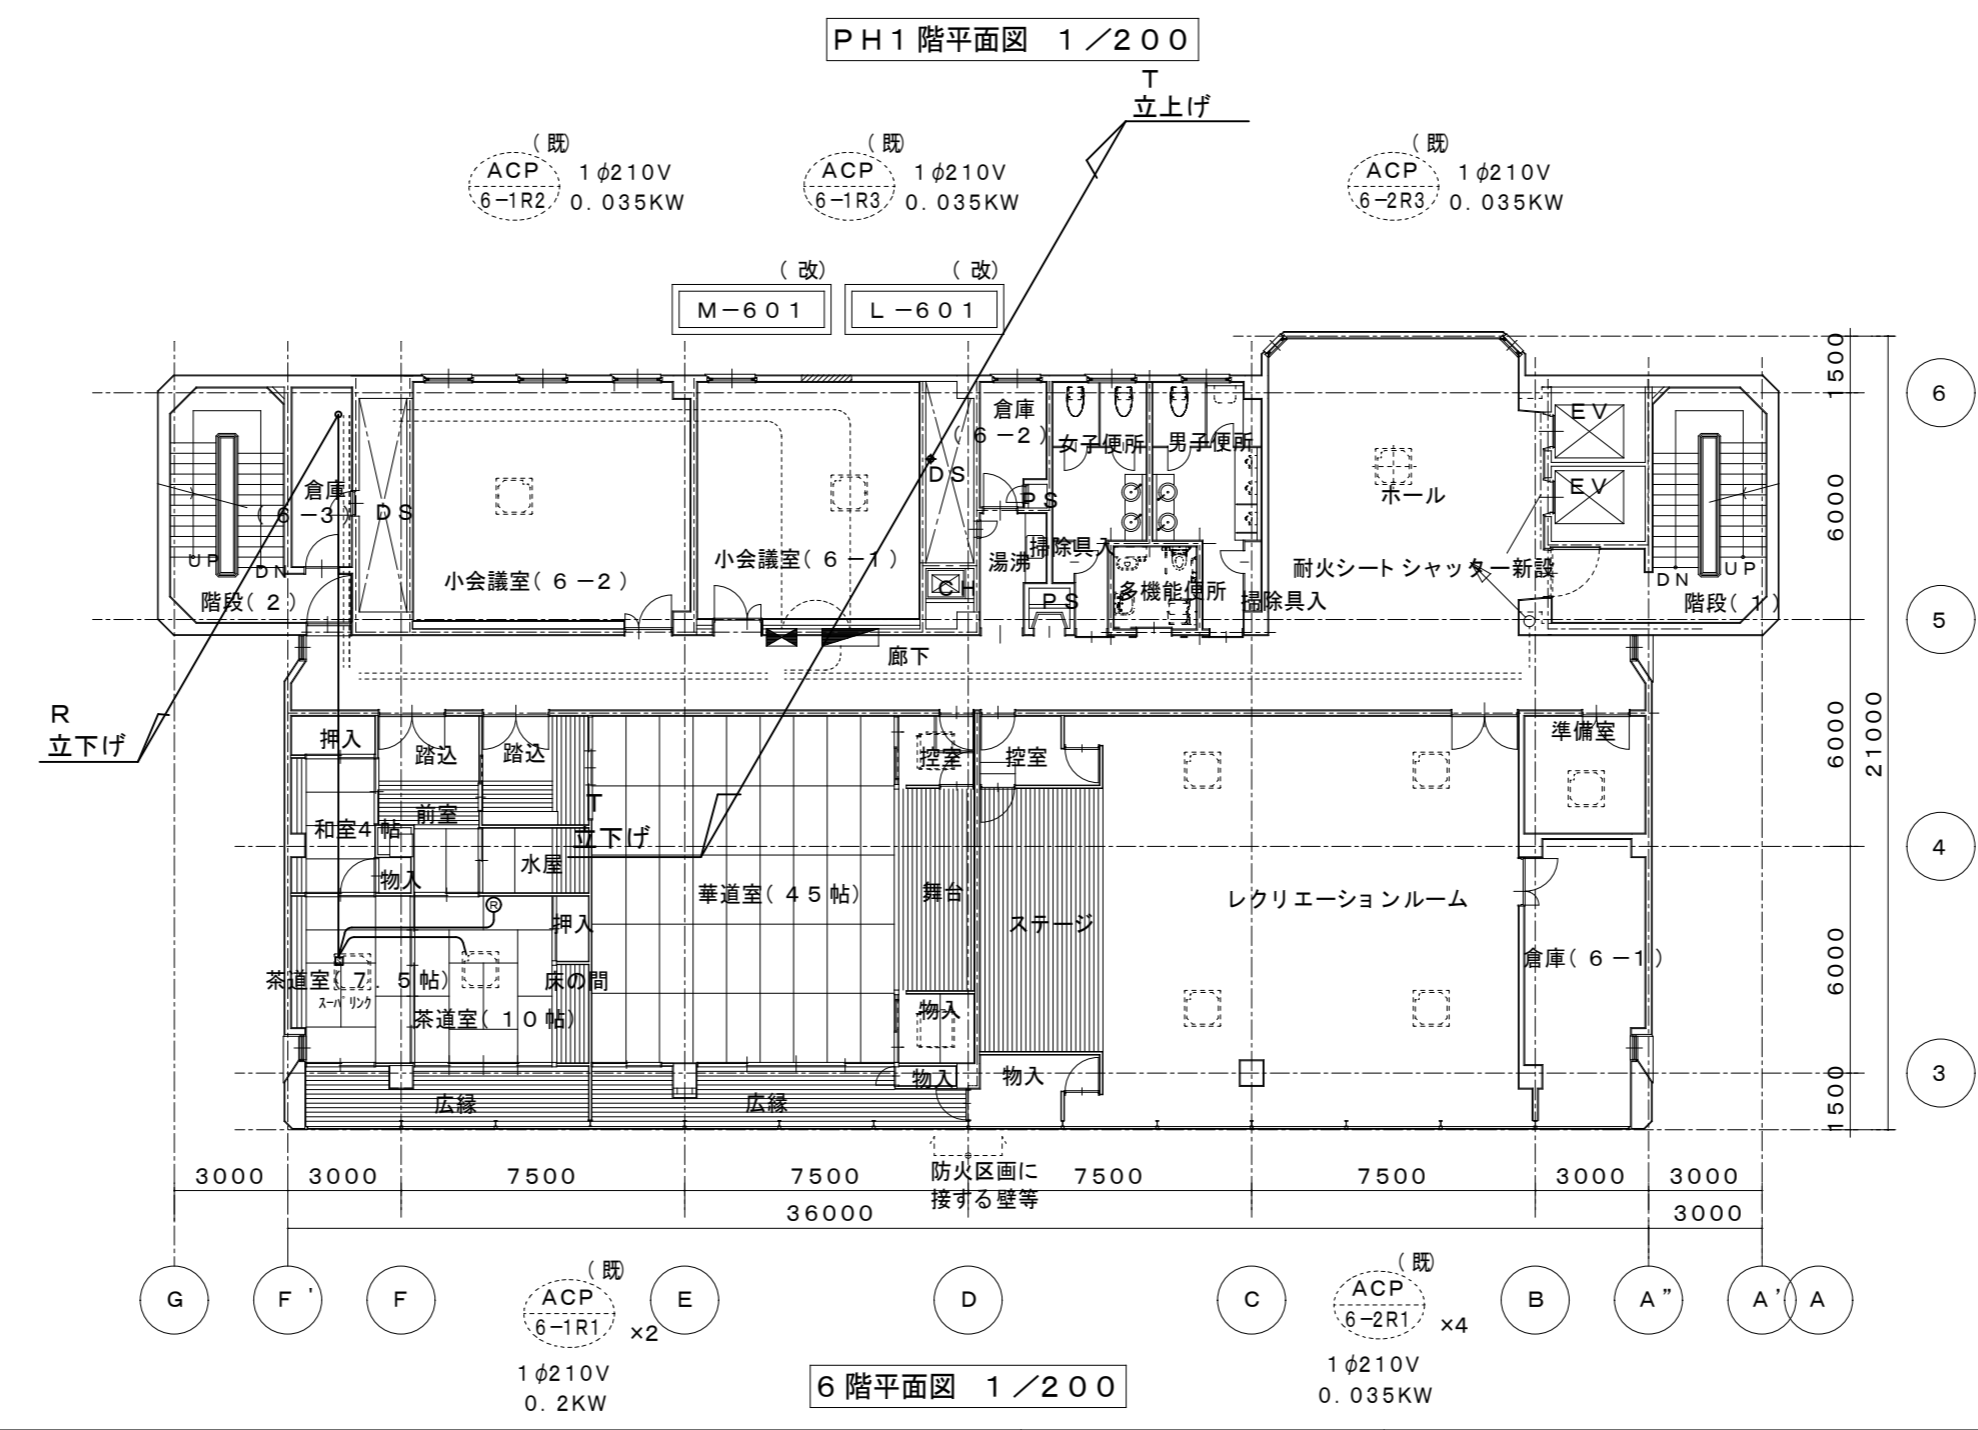 PH1階平面図 1/200
T
立上げ
(既)
ACP
6-1R2
1φ210V
0.035KW
(既)
ACP
6-1R3
1φ210V
0.035KW
(既)
ACP
6-2R3
1φ210V
0.035KW
(改)
M-601
(改)
L-601
1500
6000
6000
6000
1500
21000
6
5
4
3
倉庫
(6-3)
DS
UP
DN
階段(2)
小会議室(6-2)
小会議室(6-1)
DS
CH
倉庫
(6-2)
PS
湯沸
PS
女子便所
男子便所
掃除具入
多機能便所
掃除具入
ホール
耐火シートシャッター新設
EV
EV
DN
UP
階段(1)
廊下
R
立下げ
押入
踏込
踏込
前室
和室4帖
物入
水屋
T
立下げ
R
押入
茶道室(7.5帖)
スーパリンク
床の間
茶道室(10帖)
華道室(45帖)
控室
控室
舞台
ステージ
物入
物入
物入
レクリエーションルーム
準備室
倉庫(6-1)
広縁
広縁
防火区画に
接する壁等
3000
3000
7500
7500
7500
7500
3000
3000
36000
3000
G
F'
F
E
D
C
B
A”
A'
A
(既)
ACP
6-1R1
×2
1φ210V
0.2KW
(既)
ACP
6-2R1
×4
1φ210V
0.035KW
6階平面図 1/200